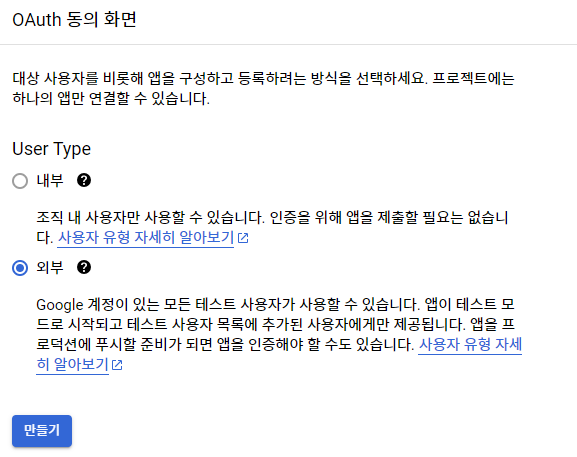 OAuth 동의 화면
대상 사용자를 비롯해 앱을 구성하고 등록하려는 방식을 선택하세요. 프로젝트에는
하나의 앱만 연결할 수 있습니다.
User Type
내부
조직 내 사용자만 사용할 수 있습니다. 인증을 위해 앱을 제출할 필요는 없습니
다. 사용자 유형 자세히 알아보기
외부
Google 계정이 있는 모든 테스트 사용자가 사용할 수 있습니다. 앱이 테스트 모
드로 시작되고 테스트 사용자 목록에 추가된 사용자에게만 제공됩니다. 앱을 프
로덕션에 푸시할 준비가 되면 앱을 인증해야 할 수도 있습니다. 사용자 유형 자세
히 알아보기
만들기